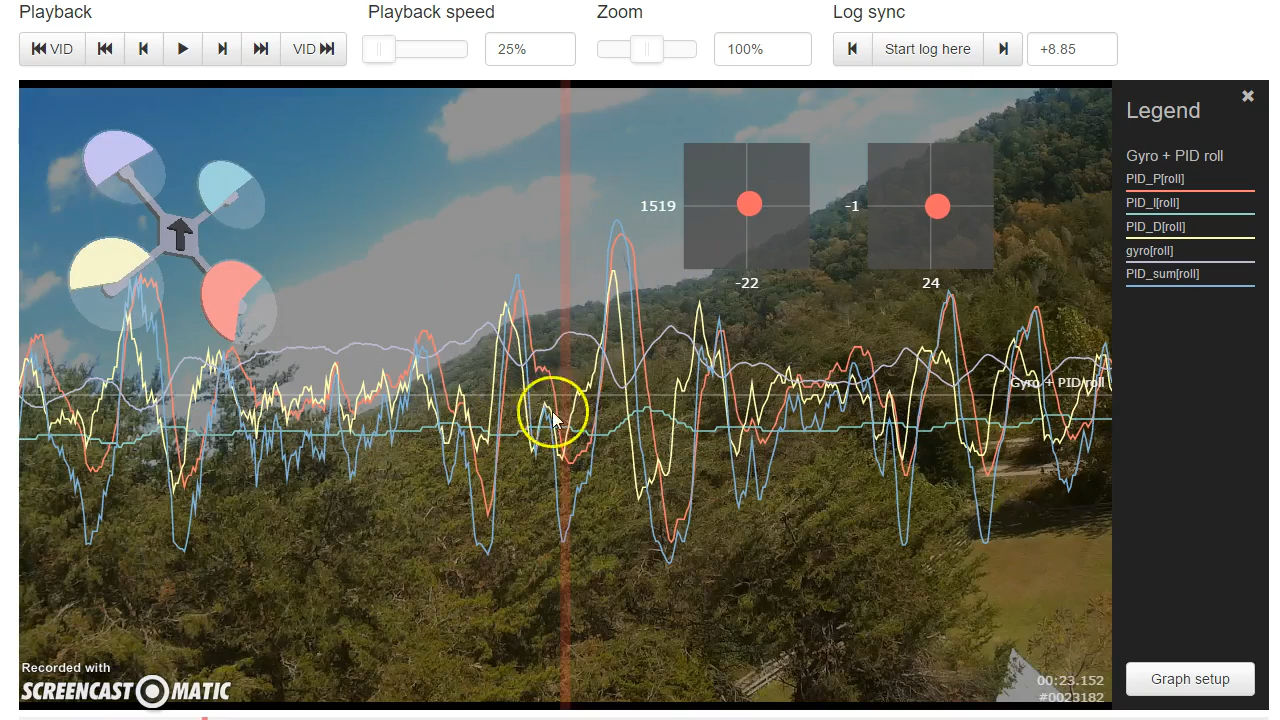 Playback
Playback speed
Zoom
Log sync
VID
VID
25%
100%
Start log here
+8.85
Legend
Gyro + PID roll
PID_P[roll]
PID_I[roll]
PID_D[roll]
gyro[roll]
PID_sum[roll]
1519
-22
-1
24
Gyro + PID roll
Recorded with
SCREENCAST O MATIC
00:23.152
#0023182
Graph setup